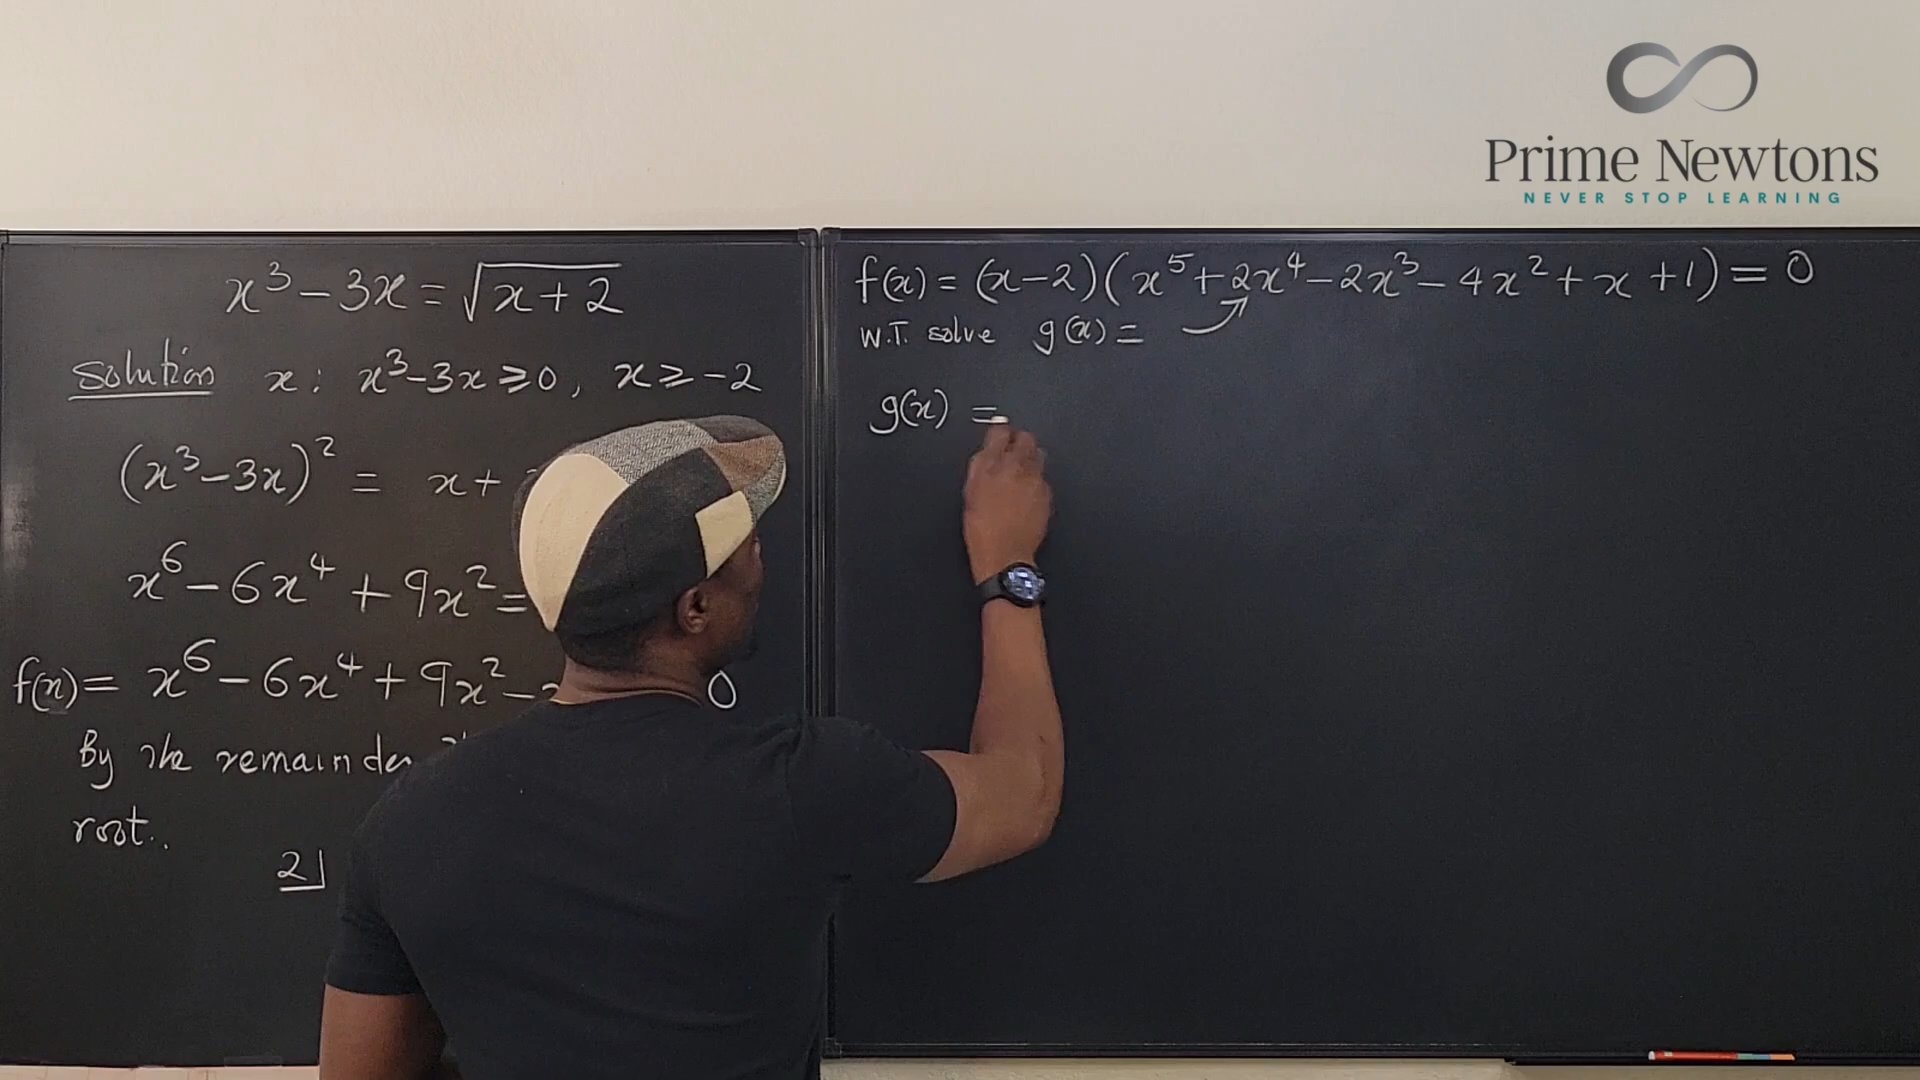 Prime Newtons
NEVER STOP LEARNING
x³ - 3x = √(x + 2)
solution x : x³-3x ≥ 0, x ≥ -2
(x³ - 3x)² = x +
x⁶ - 6x⁴ + 9x² =
f(x) = x⁶ - 6x⁴ + 9x² - 0
By the remainder
root..
2
f(x) = (x-2)(x⁵ + 2x⁴ - 2x³ - 4x² + x + 1) = 0
W.T. solve g(x) =
g(x) =